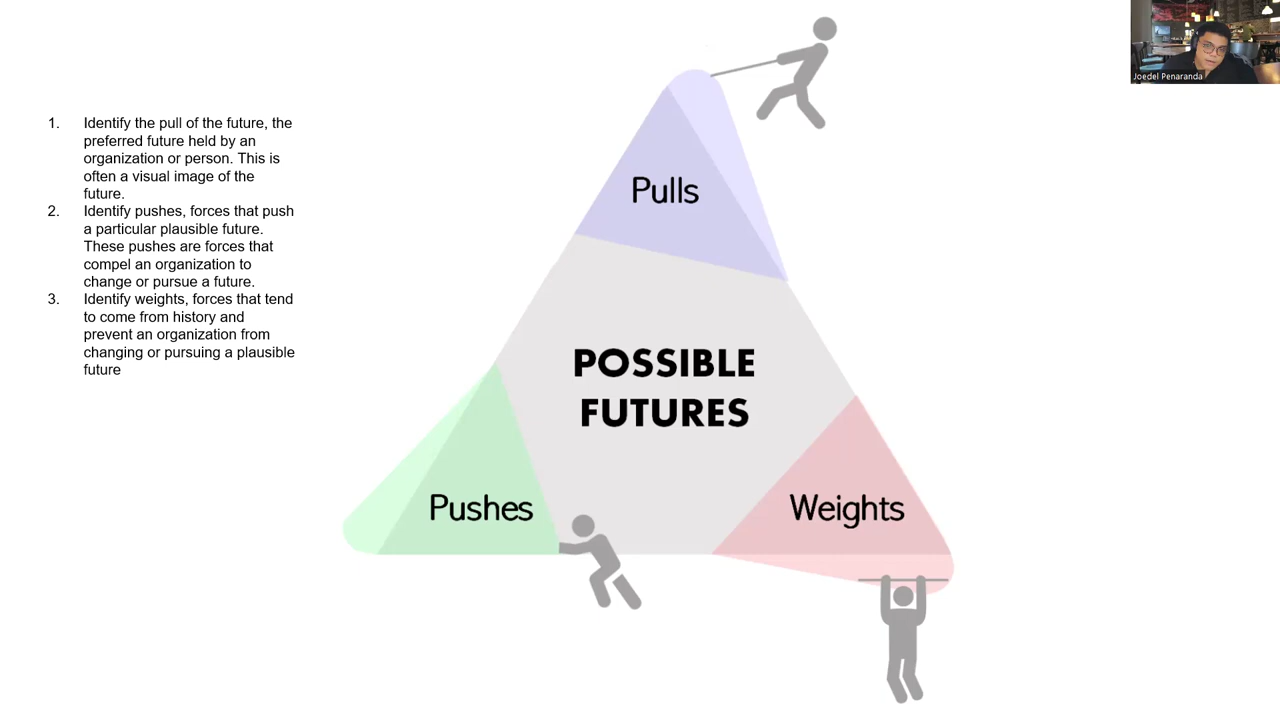 1. Identify the pull of the future, the
preferred future held by an
organization or person. This is
often a visual image of the
future.
2. Identify pushes, forces that push
a particular plausible future.
These pushes are forces that
compel an organization to
change or pursue a future.
3. Identify weights, forces that tend
to come from history and
prevent an organization from
changing or pursuing a plausible
future
Pulls
POSSIBLE
FUTURES
Pushes
Weights
Joedel Penaranda